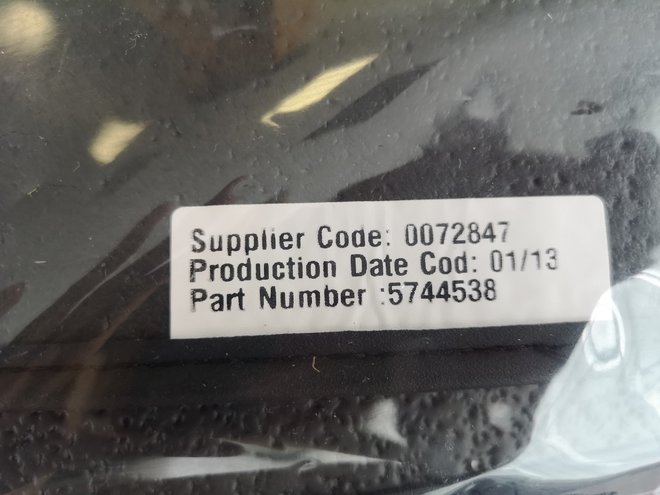 Supplier Code: 0072847
Production Date Cod: 01/13
Part Number :5744538